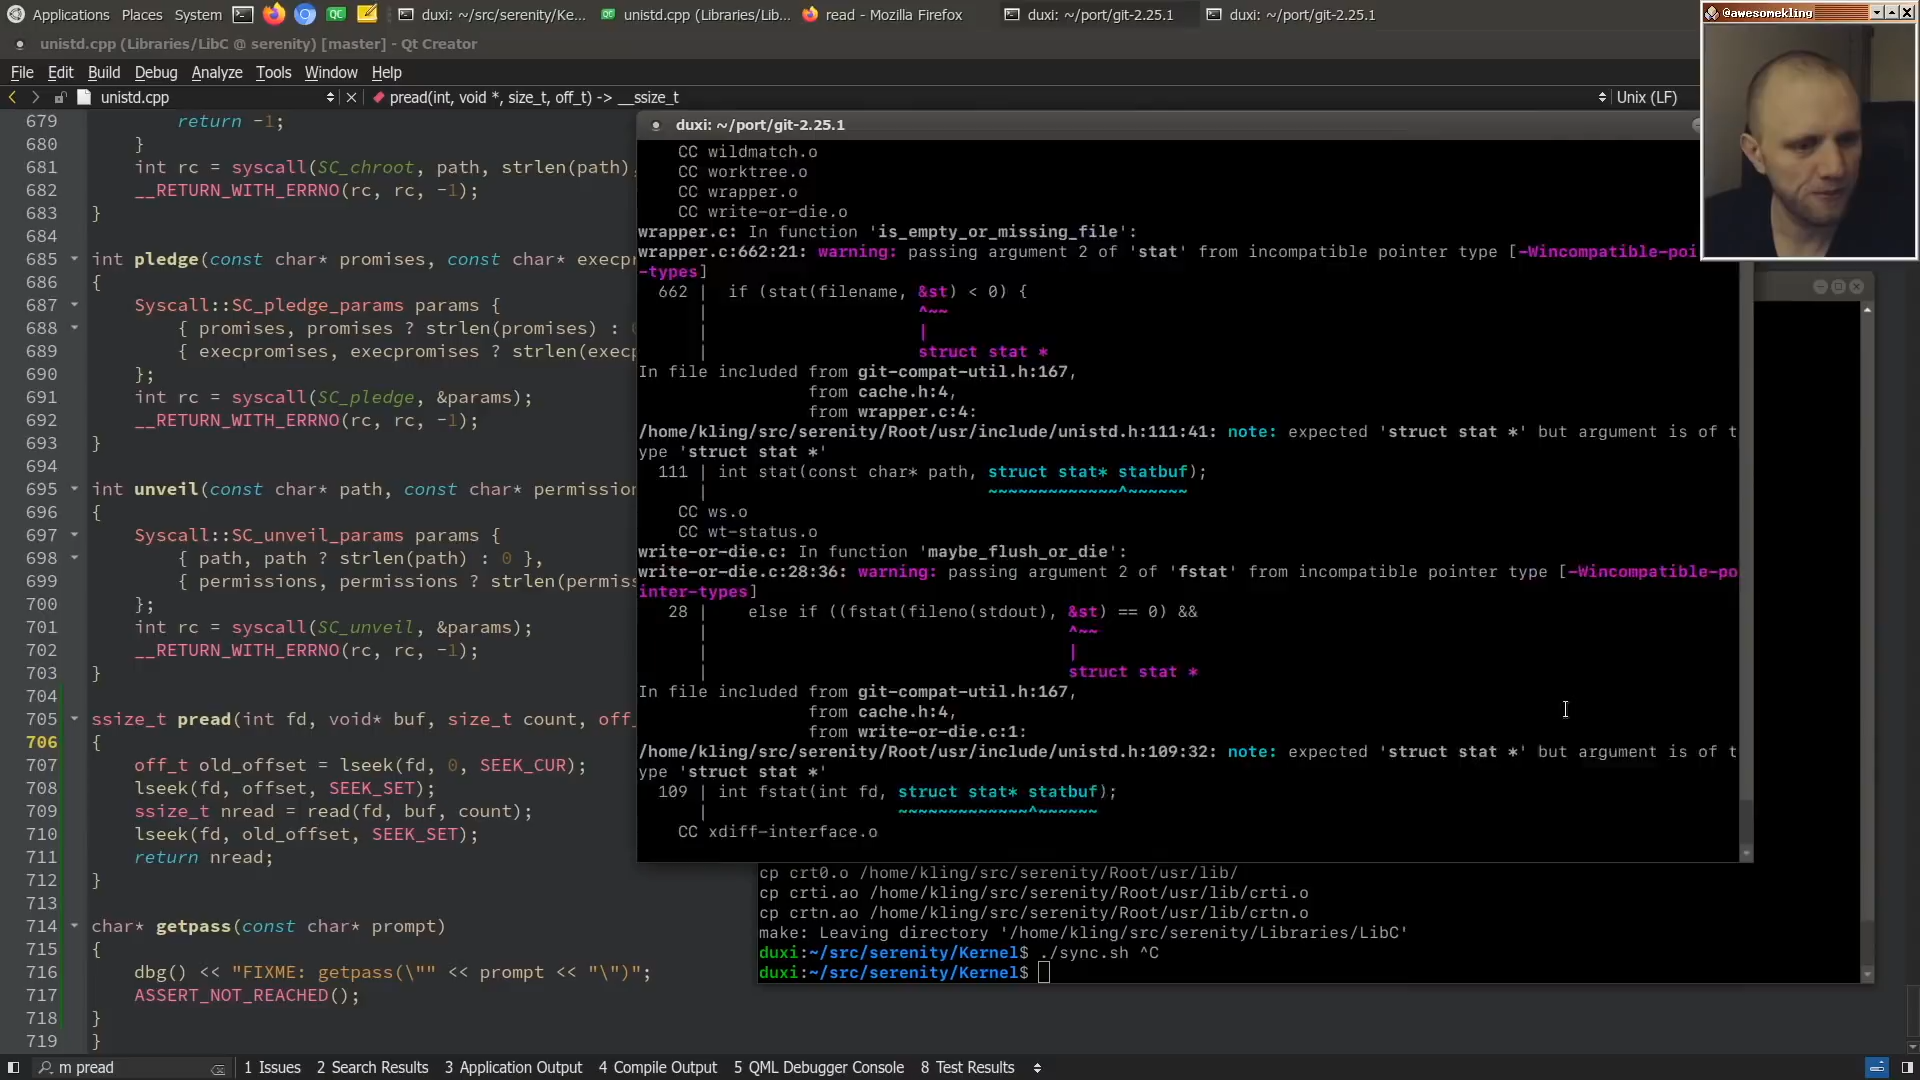 Applications Places System duxi: ~/src/serenity/Ke... unistd.cpp (Libraries/Lib... read - Mozilla Firefox duxi: ~/port/git-2.25.1 duxi: ~/port/git-2.25.1
@awesomekling
unistd.cpp (Libraries/LibC @ serenity) [master] - Qt Creator
File Edit Build Debug Analyze Tools Window Help
unistd.cpp pread(int, void *, size_t, off_t) -> __ssize_t Unix (LF)
679 return -1;
680 }
681 int rc = syscall(SC_chroot, path, strlen(path),
682 __RETURN_WITH_ERRNO(rc, rc, -1);
683 }
684
685 int pledge(const char* promises, const char* execp
686 {
687 Syscall::SC_pledge_params params {
688 { promises, promises ? strlen(promises) :
689 { execpromises, execpromises ? strlen(execp
690 };
691 int rc = syscall(SC_pledge, &params);
692 __RETURN_WITH_ERRNO(rc, rc, -1);
693 }
694
695 int unveil(const char* path, const char* permission
696 {
697 Syscall::SC_unveil_params params {
698 { path, path ? strlen(path) : 0 },
699 { permissions, permissions ? strlen(permiss
700 };
701 int rc = syscall(SC_unveil, &params);
702 __RETURN_WITH_ERRNO(rc, rc, -1);
703 }
704
705 ssize_t pread(int fd, void* buf, size_t count, off_
706 {
707 off_t old_offset = lseek(fd, 0, SEEK_CUR);
708 lseek(fd, offset, SEEK_SET);
709 ssize_t nread = read(fd, buf, count);
710 lseek(fd, old_offset, SEEK_SET);
711 return nread;
712 }
713
714 char* getpass(const char* prompt)
715 {
716 dbg() << "FIXME: getpass(\"" << prompt << "\")";
717 ASSERT_NOT_REACHED();
718 }
719 }
duxi: ~/port/git-2.25.1
CC wildmatch.o
CC worktree.o
CC wrapper.o
CC write-or-die.o
wrapper.c: In function 'is_empty_or_missing_file':
wrapper.c:662:21: warning: passing argument 2 of 'stat' from incompatible pointer type [-Wincompatible-poi
-types]
662 | if (stat(filename, &st) < 0) {
| ^~~
| |
| struct stat *
In file included from git-compat-util.h:167,
from cache.h:4,
from wrapper.c:4:
/home/kling/src/serenity/Root/usr/include/unistd.h:111:41: note: expected 'struct stat *' but argument is of t
ype 'struct stat *'
111 | int stat(const char* path, struct stat* statbuf);
| ~~~~~~~~~~~~~^~~~~~~
CC ws.o
CC wt-status.o
write-or-die.c: In function 'maybe_flush_or_die':
write-or-die.c:28:36: warning: passing argument 2 of 'fstat' from incompatible pointer type [-Wincompatible-po
inter-types]
28 | else if ((fstat(fileno(stdout), &st) == 0) &&
| ^~~
| |
| struct stat *
In file included from git-compat-util.h:167,
from cache.h:4,
from write-or-die.c:1:
/home/kling/src/serenity/Root/usr/include/unistd.h:109:32: note: expected 'struct stat *' but argument is of t
ype 'struct stat *'
109 | int fstat(int fd, struct stat* statbuf);
| ~~~~~~~~~~~~~^~~~~~~
CC xdiff-interface.o
cp crt0.o /home/kling/src/serenity/Root/usr/lib/
cp crti.ao /home/kling/src/serenity/Root/usr/lib/crti.o
cp crtn.ao /home/kling/src/serenity/Root/usr/lib/crtn.o
make: Leaving directory '/home/kling/src/serenity/Libraries/LibC'
duxi:~/src/serenity/Kernel$ ./sync.sh ^C
duxi:~/src/serenity/Kernel$
m pread 1 Issues 2 Search Results 3 Application Output 4 Compile Output 5 QML Debugger Console 8 Test Results